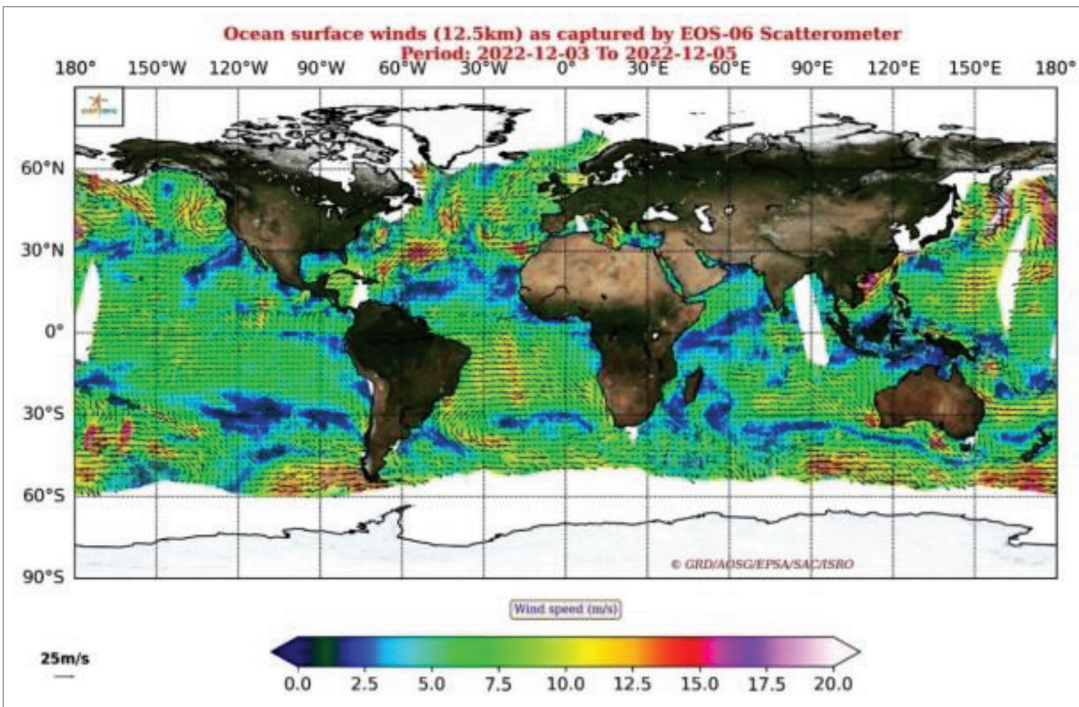 Ocean surface winds (12.5km) as captured by EOS-06 Scatterometer
Period: 2022-12-03 To 2022-12-05
180° 150°W 120°W 90°W 60°W 30°W 0° 30°E 60°E 90°E 120°E 150°E 180°
60°N
30°N
0°
30°S
60°S
90°S
© GRD/AOSG/EPSA/SAC/ISRO
Wind speed (m/s)
25m/s
0.0 2.5 5.0 7.5 10.0 12.5 15.0 17.5 20.0